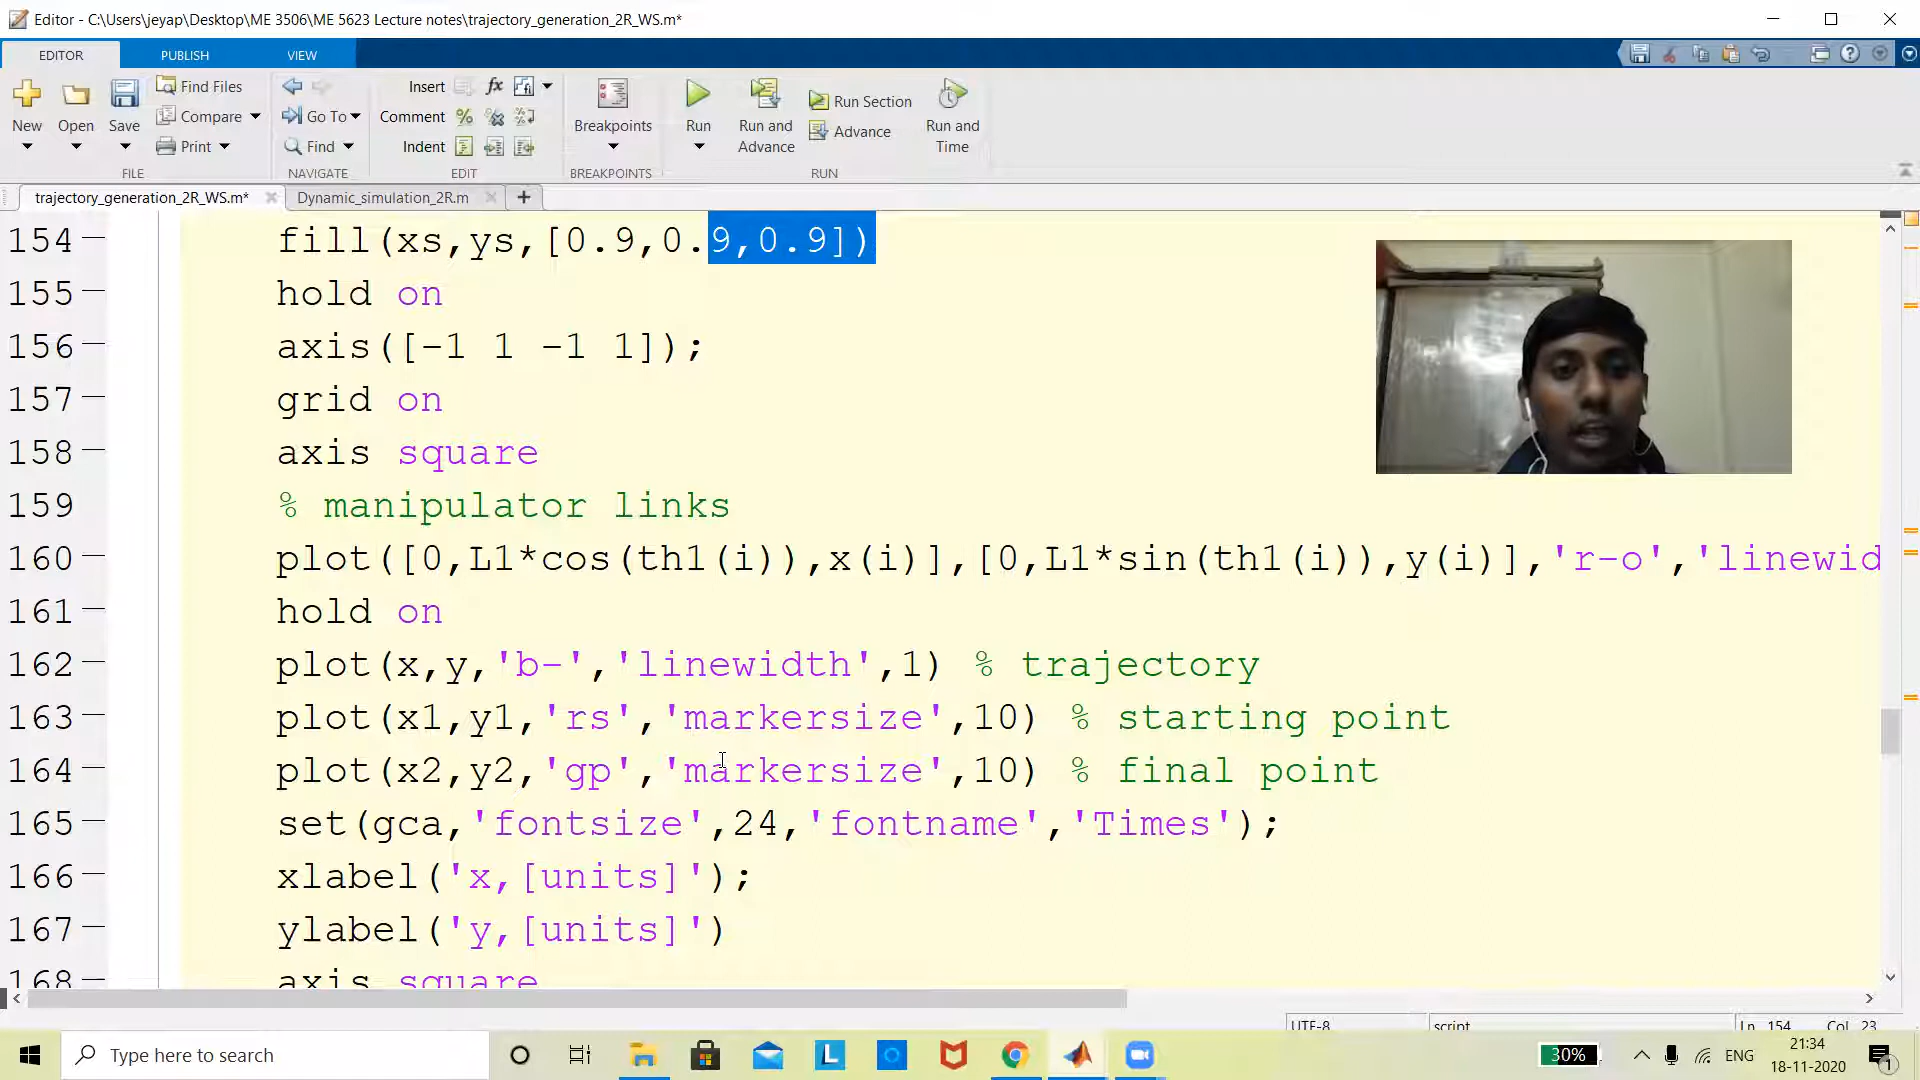 Editor - C:\Users\jeyap\Desktop\ME 3506\ME 5623 Lecture notes\trajectory_generation_2R_WS.m*
EDITOR PUBLISH VIEW
New Open Save
Find Files
Compare
Print
FILE
Go To
Find
NAVIGATE
Insert fx
Comment
Indent
EDIT
Breakpoints
BREAKPOINTS
Run
Run and Advance
Run Section
Advance
Run and Time
RUN
trajectory_generation_2R_WS.m* Dynamic_simulation_2R.m
154 fill(xs,ys,[0.9,0.9,0.9])
155 hold on
156 axis([-1 1 -1 1]);
157 grid on
158 axis square
159 % manipulator links
160 plot([0,L1*cos(th1(i)),x(i)],[0,L1*sin(th1(i)),y(i)],'r-o','linewid
161 hold on
162 plot(x,y,'b-','linewidth',1) % trajectory
163 plot(x1,y1,'rs','markersize',10) % starting point
164 plot(x2,y2,'gp','markersize',10) % final point
165 set(gca,'fontsize',24,'fontname','Times');
166 xlabel('x,[units]');
167 ylabel('y,[units]')
168 axis square
UTF-8 script Ln 154 Col 23
Type here to search
30% ENG 21:34
18-11-2020
1